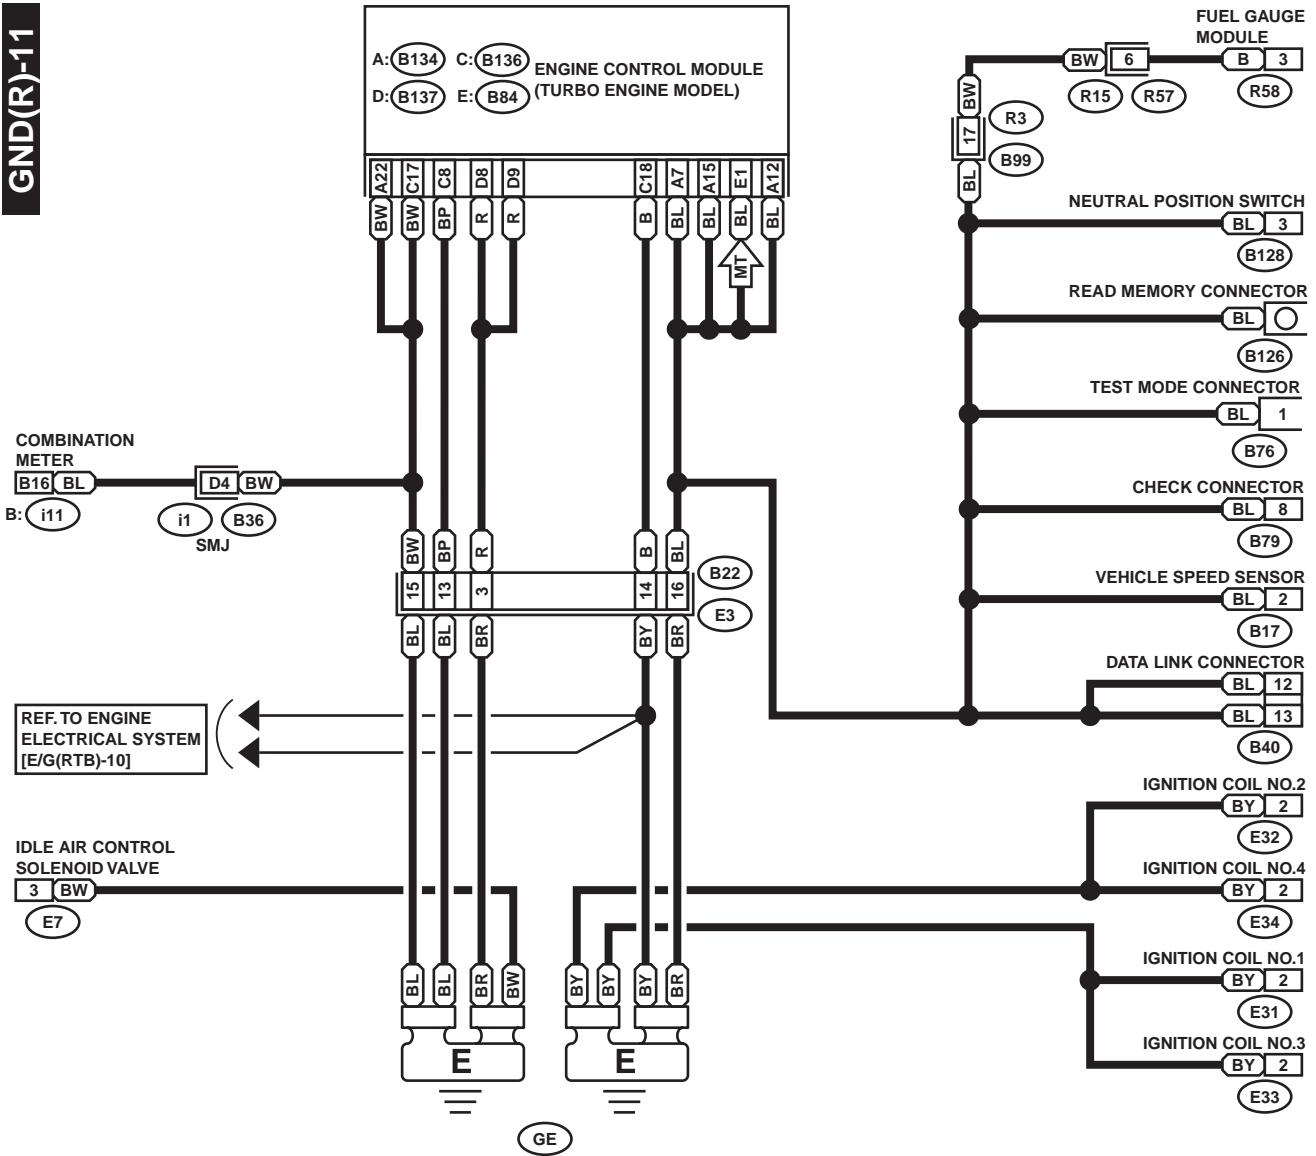 GND(R)-11
A: B134 C: B136
D: B137 E: B84
ENGINE CONTROL MODULE
(TURBO ENGINE MODEL)
A22 C17 C8 D8 D9 C18 A7 A15 E1 A12
BW BW BP R R B BL BL BL BL
MT
FUEL GAUGE
MODULE
BW 6 B 3
R15 R57 R58
BW
17
BL
R3
B99
NEUTRAL POSITION SWITCH
BL 3
B128
READ MEMORY CONNECTOR
BL
B126
TEST MODE CONNECTOR
BL 1
B76
CHECK CONNECTOR
BL 8
B79
VEHICLE SPEED SENSOR
BL 2
B17
DATA LINK CONNECTOR
BL 12
BL 13
B40
COMBINATION
METER
B16 BL D4 BW
B: i11 i1 B36
SMJ
BW BP R B BL
15 13 3 14 16
BL BL BR BY BR
B22
E3
REF. TO ENGINE
ELECTRICAL SYSTEM
[E/G(RTB)-10]
IDLE AIR CONTROL
SOLENOID VALVE
3 BW
E7
IGNITION COIL NO.2
BY 2
E32
IGNITION COIL NO.4
BY 2
E34
IGNITION COIL NO.1
BY 2
E31
IGNITION COIL NO.3
BY 2
E33
BL BL BR BW BY BY BY BR
E E
GE